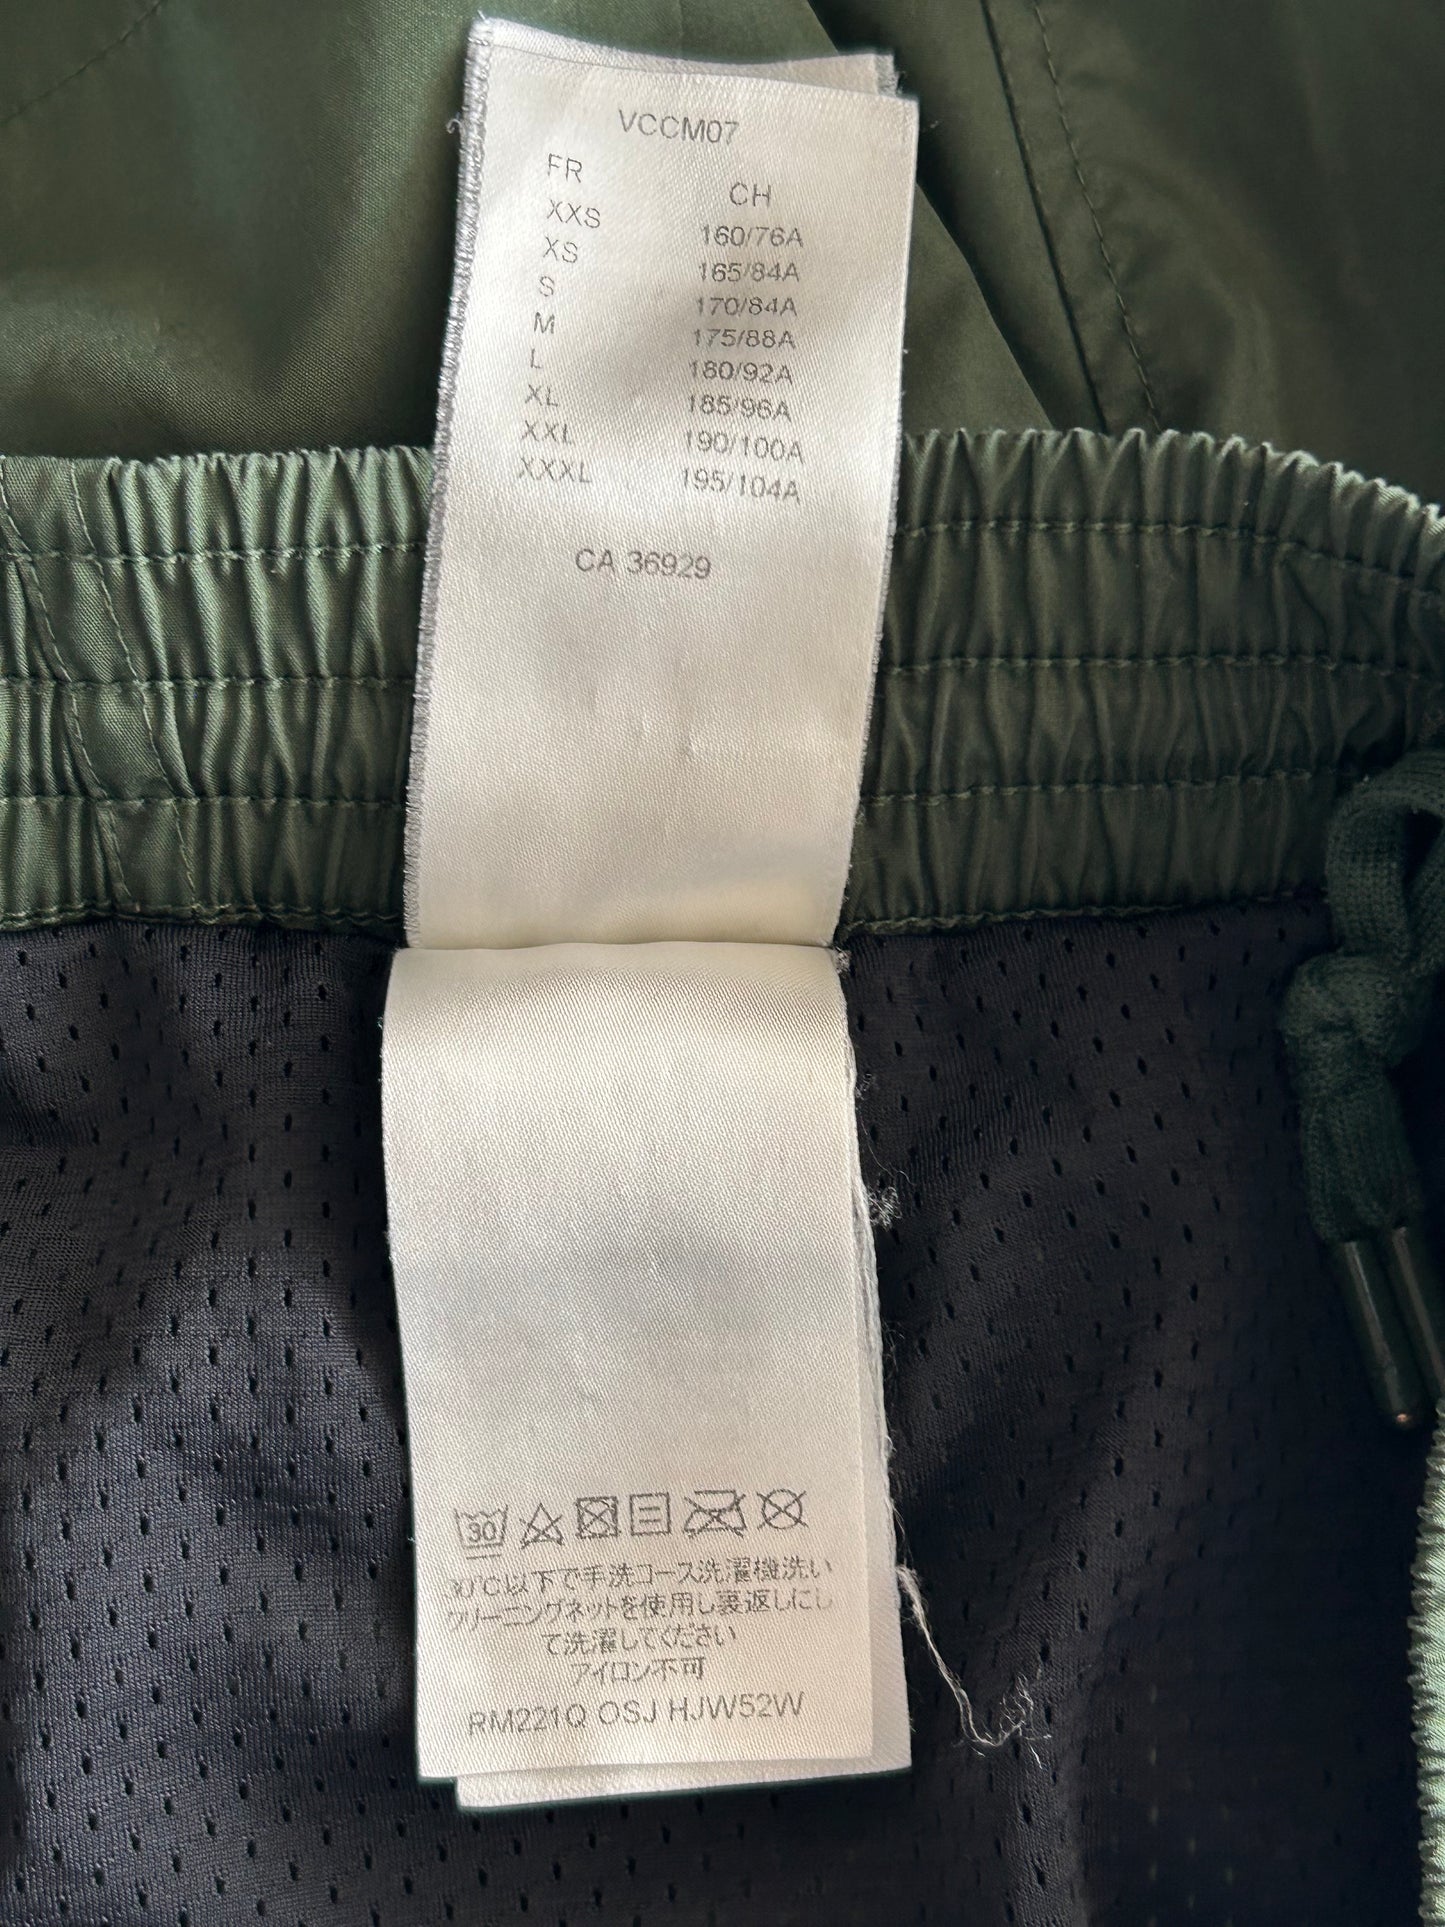 VCCM07
FR CH
XXS 160/76A
XS 165/84A
S 170/84A
M 175/88A
L 180/92A
XL 185/96A
XXL 190/100A
XXXL 195/104A
CA 36929
30
30℃以下で手洗コース洗濯機洗い
クリーニングネットを使用し裏返しにし
て洗濯してください
アイロン不可
RM221Q OSJ HJW52W